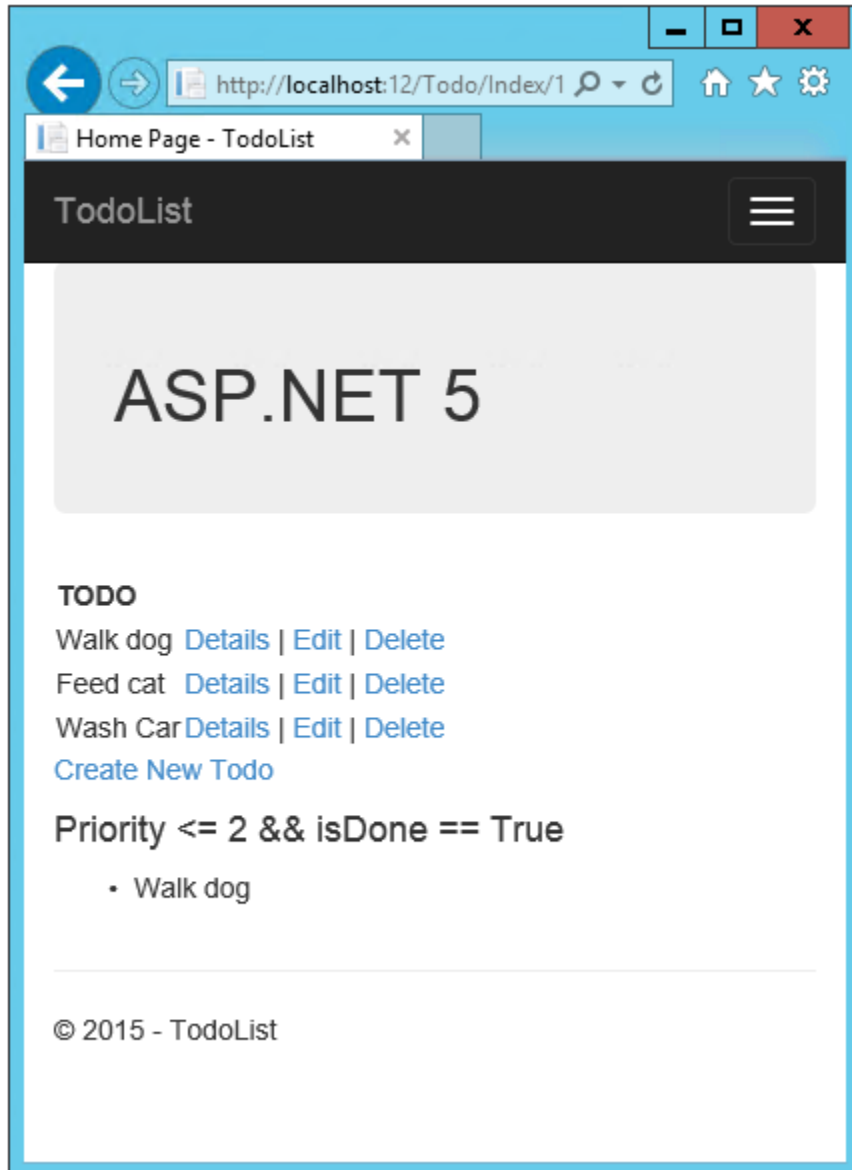 X
http://localhost:12/Todo/Index/1
Home Page - TodoList
TodoList
ASP.NET 5
TODO
Walk dog Details | Edit | Delete
Feed cat Details | Edit | Delete
Wash Car Details | Edit | Delete
Create New Todo
Priority <= 2 && isDone == True
• Walk dog
© 2015 - TodoList